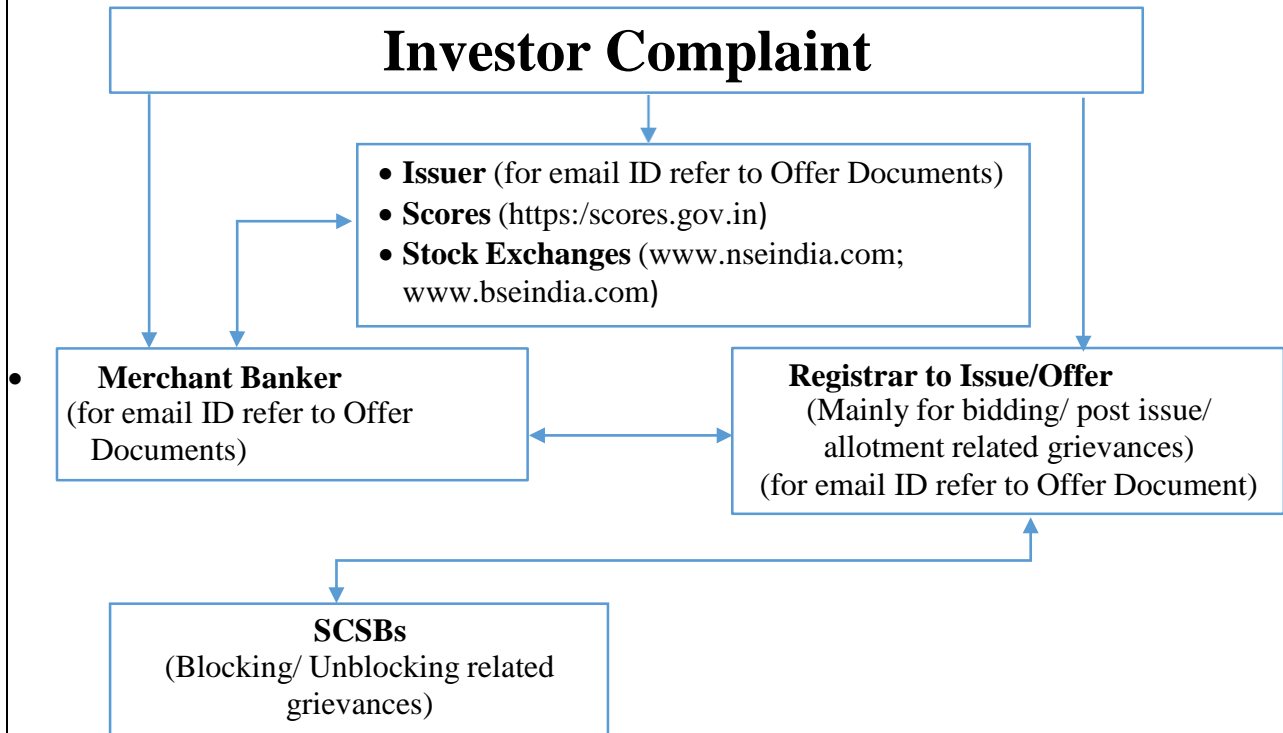 Investor Complaint
• Issuer (for email ID refer to Offer Documents)
• Scores (https:/scores.gov.in)
• Stock Exchanges (www.nseindia.com;
www.bseindia.com)
• Merchant Banker
(for email ID refer to Offer
Documents)
Registrar to Issue/Offer
(Mainly for bidding/ post issue/
allotment related grievances)
(for email ID refer to Offer Document)
SCSBs
(Blocking/ Unblocking related
grievances)